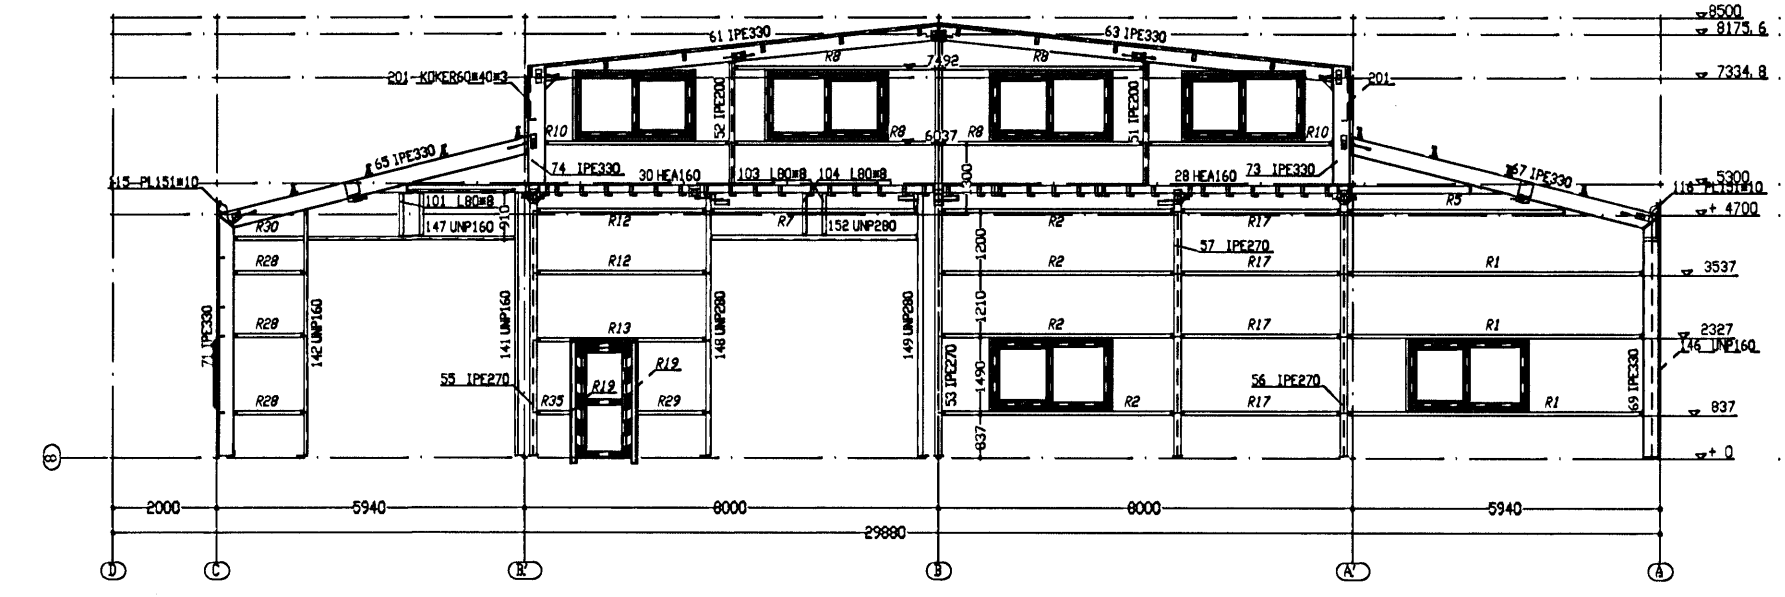 8500
61 IPE330
63 IPE330
8175,6
R8
R8
7492
201 KOKER60*40*3
7334,8
201
52 IPE200
51 IPE200
R10
R8
6037
R8
R10
65 IPE330
74 IPE330
30 HEA160
103 L80*8
104 L80*8
300
28 HEA160
73 IPE330
67 IPE330
5300
115 PL151*10
116 PL151*10
101 L80*8
910
R12
R7
R2
R17
R5
+ 4700
R30
147 UNP160
152 UNP280
1200
57 IPE270
R28
R12
R2
R17
R1
3537
71 IPE330
142 UNP160
141 UNP160
148 UNP280
149 UNP280
1210
R28
R13
R2
R17
R1
2327
146 UNP160
R19
R19
55 IPE270
53 IPE270
1490
56 IPE270
69 IPE330
R28
R35
R29
R2
R17
R1
837
837
+ 0
8
2000
5940
8000
8000
5940
29880
D
C
B'
B
A'
A